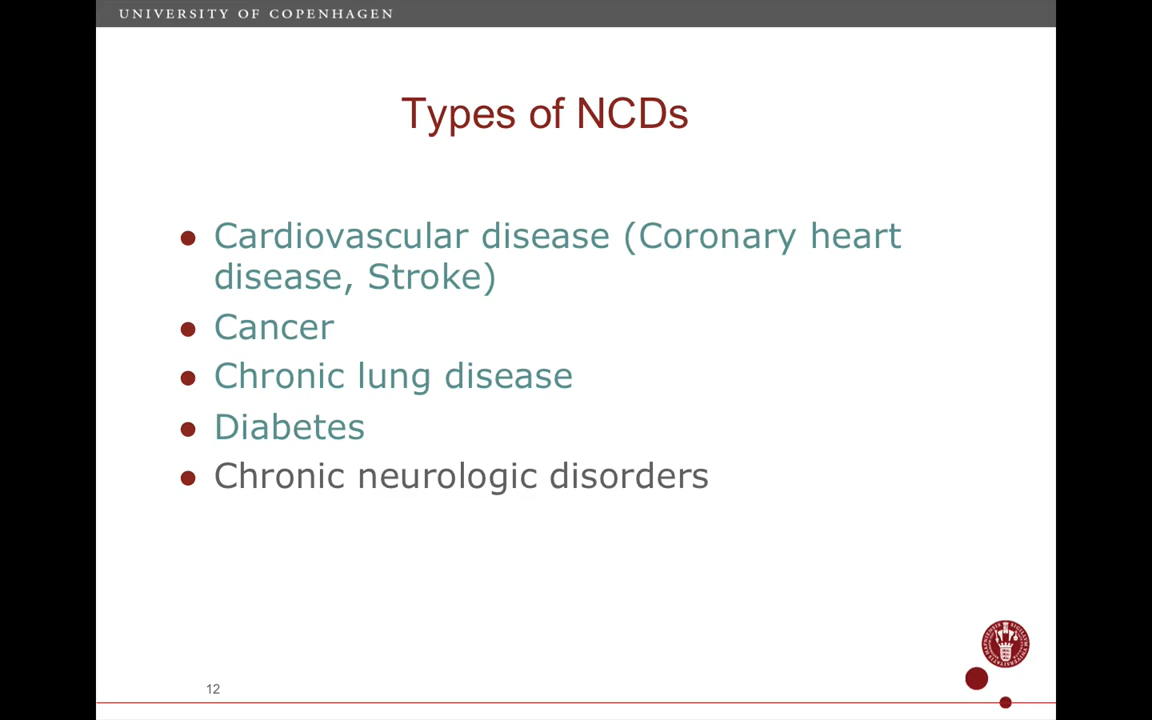 UNIVERSITY OF COPENHAGEN
Types of NCDs
● Cardiovascular disease (Coronary heart
disease, Stroke)
● Cancer
● Chronic lung disease
● Diabetes
● Chronic neurologic disorders
12